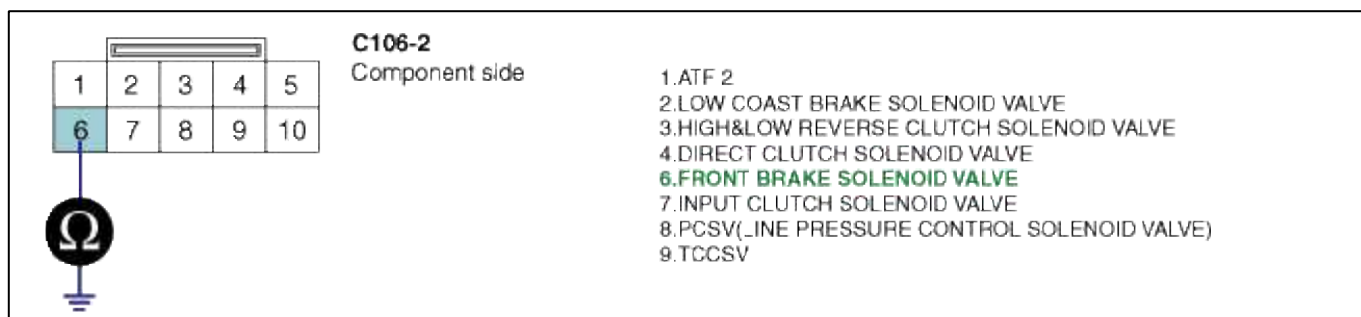 C106-2
Component side
1 2 3 4 5
6 7 8 9 10
Ω
1.ATF 2
2.LOW COAST BRAKE SOLENOID VALVE
3.HIGH&LOW REVERSE CLUTCH SOLENOID VALVE
4.DIRECT CLUTCH SOLENOID VALVE
6.FRONT BRAKE SOLENOID VALVE
7.INPUT CLUTCH SOLENOID VALVE
8.PCSV(_INE PRESSURE CONTROL SOLENOID VALVE)
9.TCCSV